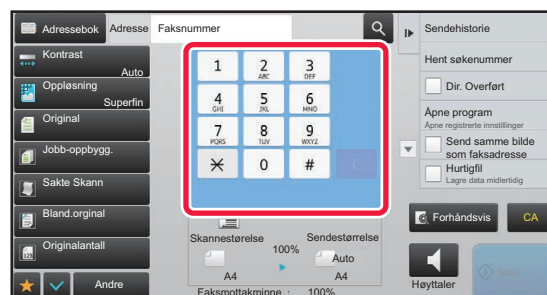 Adressebok
Adresse
Faksnummer
Kontrast
Auto
Oppløsning
Superfin
Original
Jobb-oppbygg.
Sakte Skann
Bland.orginal
Originalantall
Andre
1
2
ABC
3
DEF
4
GHI
5
JKL
6
MNO
7
PQRS
8
TUV
9
WXYZ
0
#
C
Skannestørelse
100%
Sendestørrelse
Auto
A4
A4
Faksmottakminne :
100%
Sendehistorie
Hent søkenummer
Dir. Overført
Åpne program
Åpne registrerte innstillinger
Send samme bilde
som faksadresse
Hurtigfil
Lagre data midlertidig
Forhåndsvis
CA
Høyttaler
Start